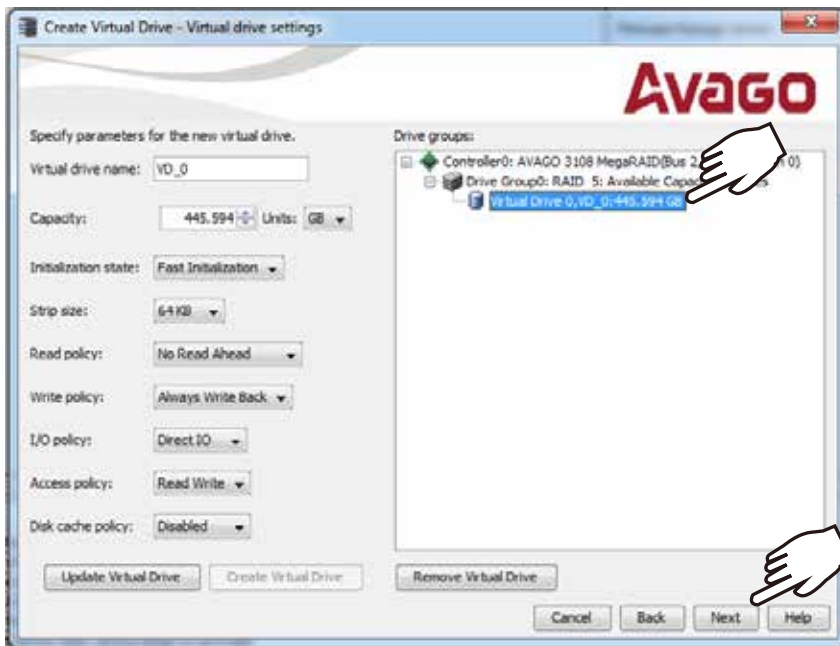 Create Virtual Drive - Virtual drive settings
AVAGO
Specify parameters for the new virtual drive.
Virtual drive name: VD_0
Capacity: 445.594 Units: GB
Initialization state: Fast Initialization
Strip size: 64 KB
Read policy: No Read Ahead
Write policy: Always Write Back
I/O policy: Direct IO
Access policy: Read Write
Disk cache policy: Disabled
Update Virtual Drive Create Virtual Drive
Drive groups:
Controller0: AVAGO 3108 MegaRAID(Bus 2, 0)
Drive Group0: RAID 5: Available
Virtual Drive 0,VD_0:445.594 GB
Remove Virtual Drive
Cancel Back Next Help